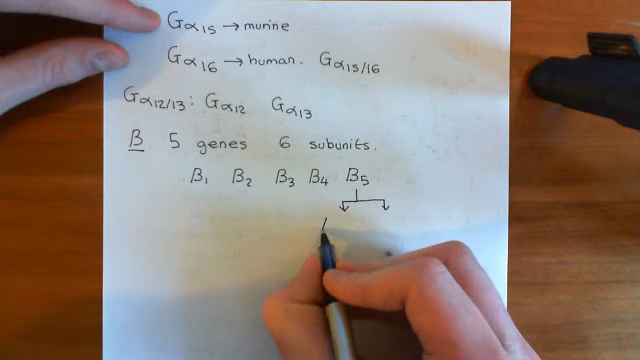 Gα15 → murine
Gα16 → human. Gα15/16
Gα12/13: Gα12 Gα13
β 5 genes 6 subunits.
β1 β2 β3 β4 β5